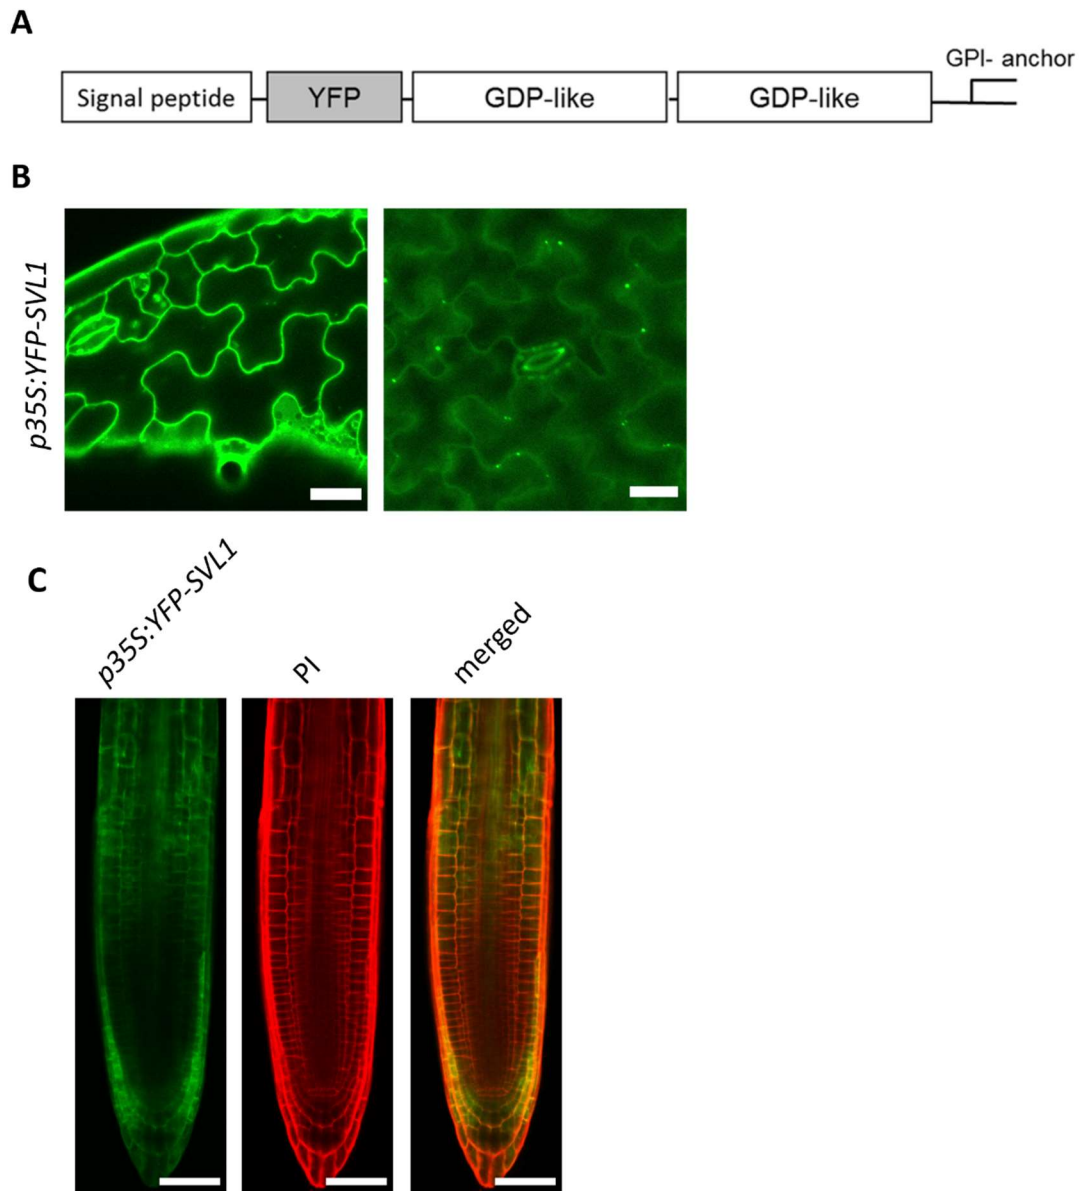 A
GPI- anchor
Signal peptide
YFP
GDP-like
GDP-like
B
p35S:YFP-SVL1
C
p35S:YFP-SVL1
PI
merged